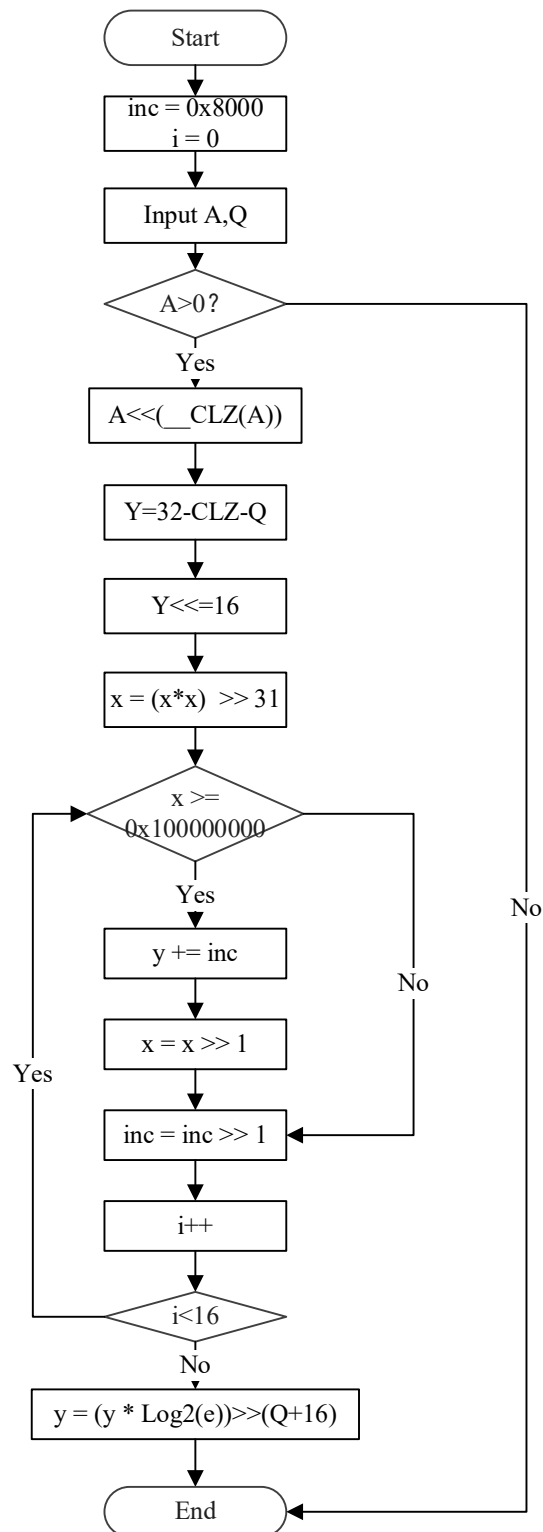 Start
inc = 0x8000
i = 0
Input A,Q
A>0?
Yes
A<<(__CLZ(A))
Y=32-CLZ-Q
Y<<=16
x = (x*x) >> 31
x >=
0x100000000
Yes
No
y += inc
No
x = x >> 1
Yes
inc = inc >> 1
i++
i<16
No
y = (y * Log2(e))>>(Q+16)
End